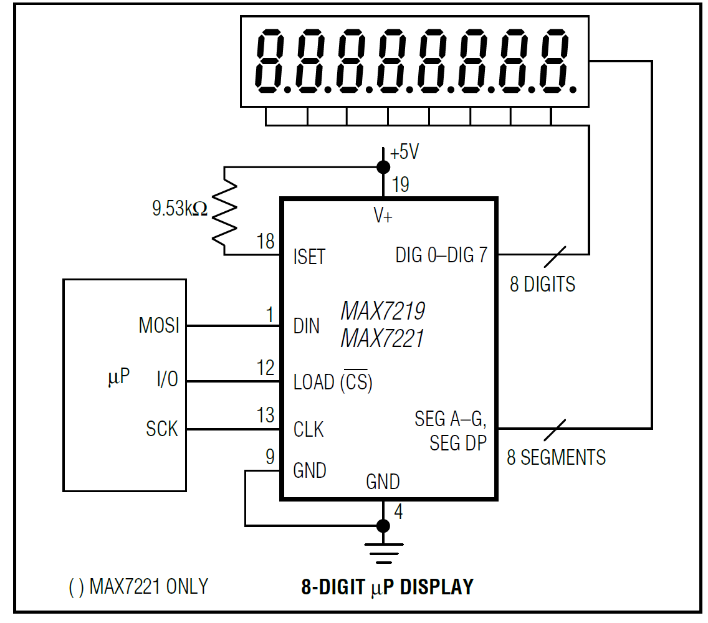 8.8.8.8.8.8.8.8.
+5V
19
9.53kΩ
V+
18
ISET
DIG 0–DIG 7
8 DIGITS
MOSI
1
DIN
MAX7219
MAX7221
μP
I/O
12
LOAD (C̅S̅)
SCK
13
CLK
SEG A–G,
SEG DP
8 SEGMENTS
9
GND
GND
4
( ) MAX7221 ONLY
8-DIGIT μP DISPLAY